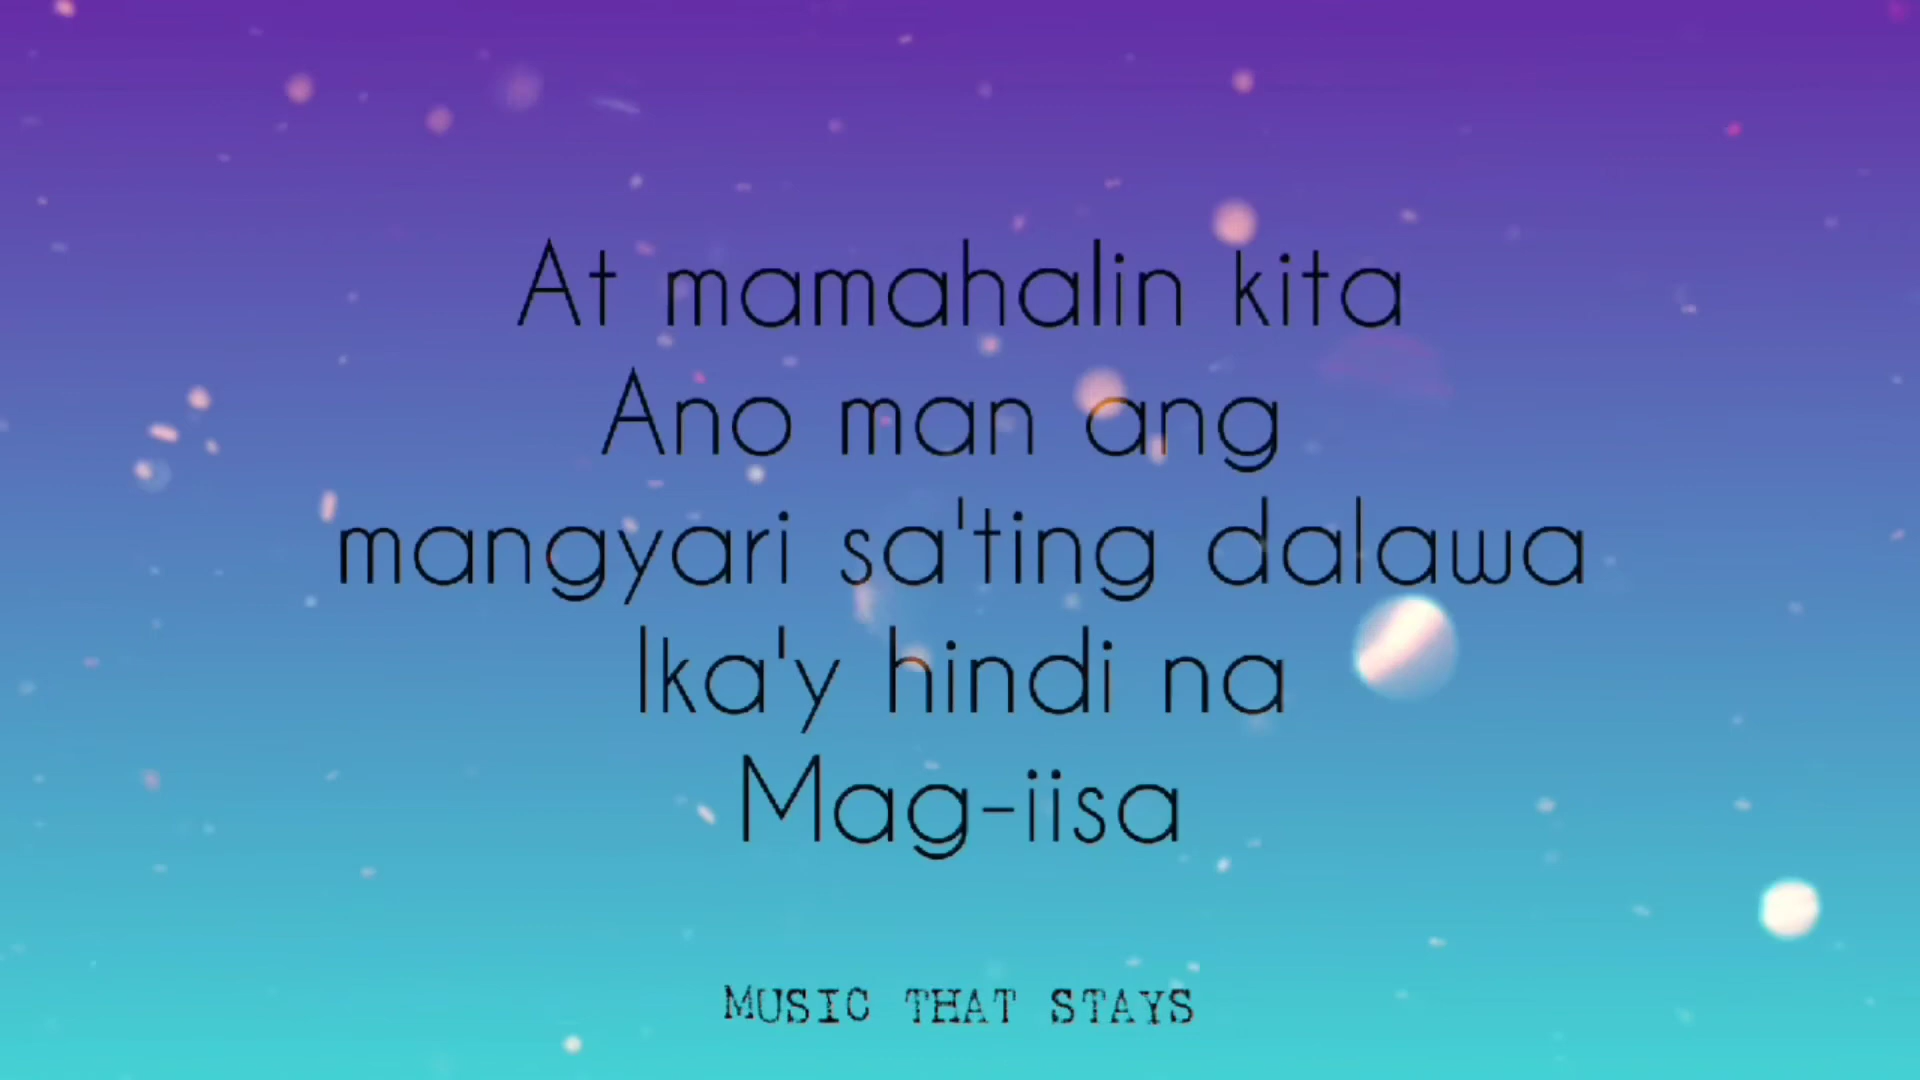 At mamahalin kita
Ano man ang
mangyari sa'ting dalawa
Ika'y hindi na
Mag-iisa
MUSIC THAT STAYS